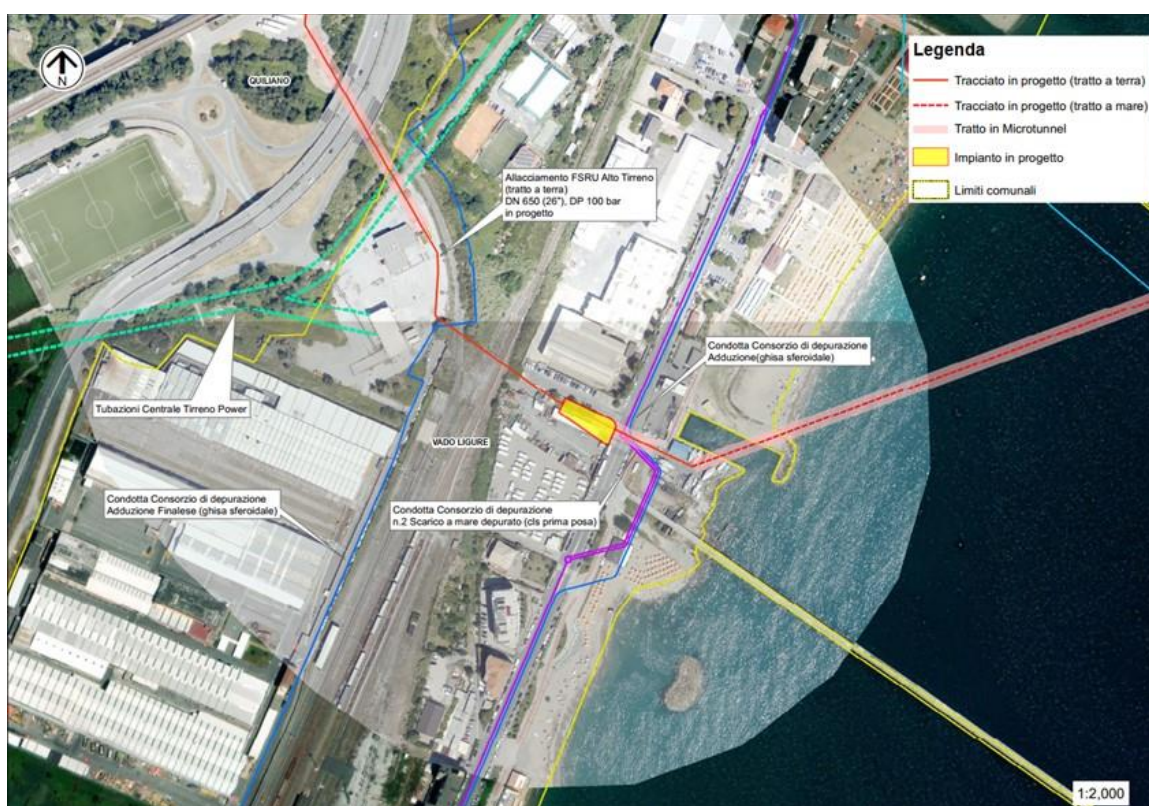 N
QUILIANO
Legenda
Tracciato in progetto (tratto a terra)
Tracciato in progetto (tratto a mare)
Tratto in Microtunnel
Impianto in progetto
Limiti comunali
Allacciamento FSRU Alto Tirreno
(tratto a terra)
DN 650 (26"), DP 100 bar
in progetto
Condotta Consorzio di depurazione
Adduzione(ghisa sferoidale)
Tubazioni Centrale Tirreno Power
VADO LIGURE
Condotta Consorzio di depurazione
Adduzione Finalese (ghisa sferoidale)
Condotta Consorzio di depurazione
n.2 Scarico a mare depurato (cls prima posa)
1:2,000